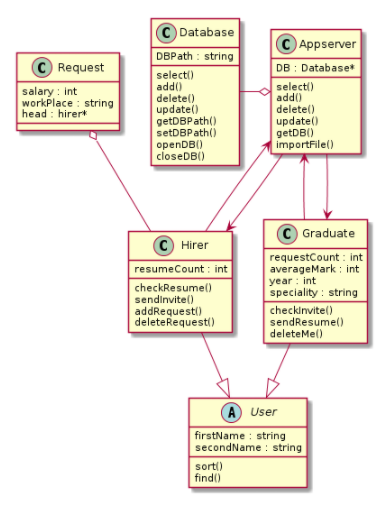 C Database
DBPath : string
select()
add()
delete()
update()
getDBPath()
setDBPath()
openDB()
closeDB()
C Appserver
DB : Database*
select()
add()
delete()
update()
getDB()
importFile()
C Request
salary : int
workPlace : string
head : hirer*
C Hirer
resumeCount : int
checkResume()
sendInvite()
addRequest()
deleteRequest()
C Graduate
requestCount : int
averageMark : int
year : int
speciality : string
checkInvite()
sendResume()
deleteMe()
A User
firstName : string
secondName : string
sort()
find()